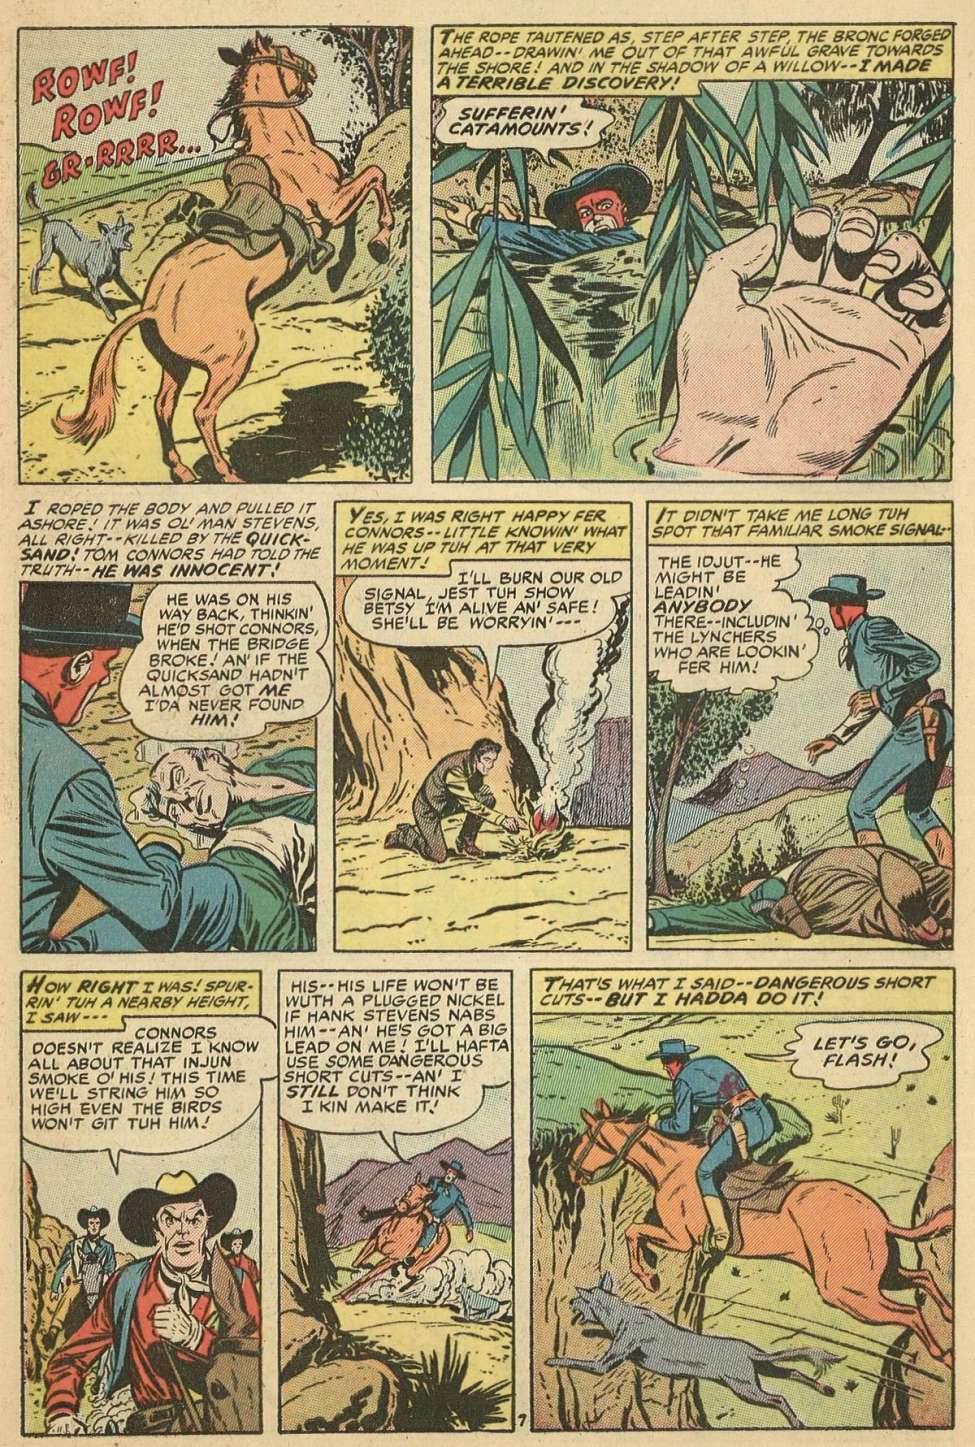 ROWF!
ROWF!
GR-RRRR...
THE ROPE TAUTENED AS, STEP AFTER STEP, THE BRONC FORGED
AHEAD--DRAWIN' ME OUT OF THAT AWFUL GRAVE TOWARDS
THE SHORE! AND IN THE SHADOW OF A WILLOW--I MADE
A TERRIBLE DISCOVERY!
SUFFERIN'
CATAMOUNTS!
I ROPED THE BODY AND PULLED IT
ASHORE! IT WAS OL' MAN STEVENS,
ALL RIGHT--KILLED BY THE QUICK-
SAND! TOM CONNORS HAD TOLD THE
TRUTH--HE WAS INNOCENT!
HE WAS ON HIS
WAY BACK, THINKIN'
HE'D SHOT CONNORS,
WHEN THE BRIDGE
BROKE! AN' IF THE
QUICKSAND HADN'T
ALMOST GOT ME
I'DA NEVER FOUND
HIM!
YES, I WAS RIGHT HAPPY FER
CONNORS--LITTLE KNOWIN' WHAT
HE WAS UP TUH AT THAT VERY
MOMENT!
I'LL BURN OUR OLD
SIGNAL, JEST TUH SHOW
BETSY I'M ALIVE AN' SAFE!
SHE'LL BE WORRYIN'---
IT DIDN'T TAKE ME LONG TUH
SPOT THAT FAMILIAR SMOKE SIGNAL--
THE IDJUT--HE
MIGHT BE
LEADIN'
ANYBODY
THERE--INCLUDIN'
THE LYNCHERS
WHO ARE LOOKIN'
FER HIM!
HOW RIGHT I WAS! SPUR-
RIN' TUH A NEARBY HEIGHT,
I SAW---
CONNORS
DOESN'T REALIZE I KNOW
ALL ABOUT THAT INJUN
SMOKE O' HIS! THIS TIME
WE'LL STRING HIM SO
HIGH EVEN THE BIRDS
WON'T GIT TUH HIM!
HIS--HIS LIFE WON'T BE
WUTH A PLUGGED NICKEL
IF HANK STEVENS NABS
HIM--AN' HE'S GOT A BIG
LEAD ON ME! I'LL HAFTA
USE SOME DANGEROUS
SHORT CUTS--AN' I
STILL DON'T THINK
I KIN MAKE IT!
THAT'S WHAT I SAID--DANGEROUS SHORT
CUTS--BUT I HADDA DO IT!
LET'S GO,
FLASH!
7